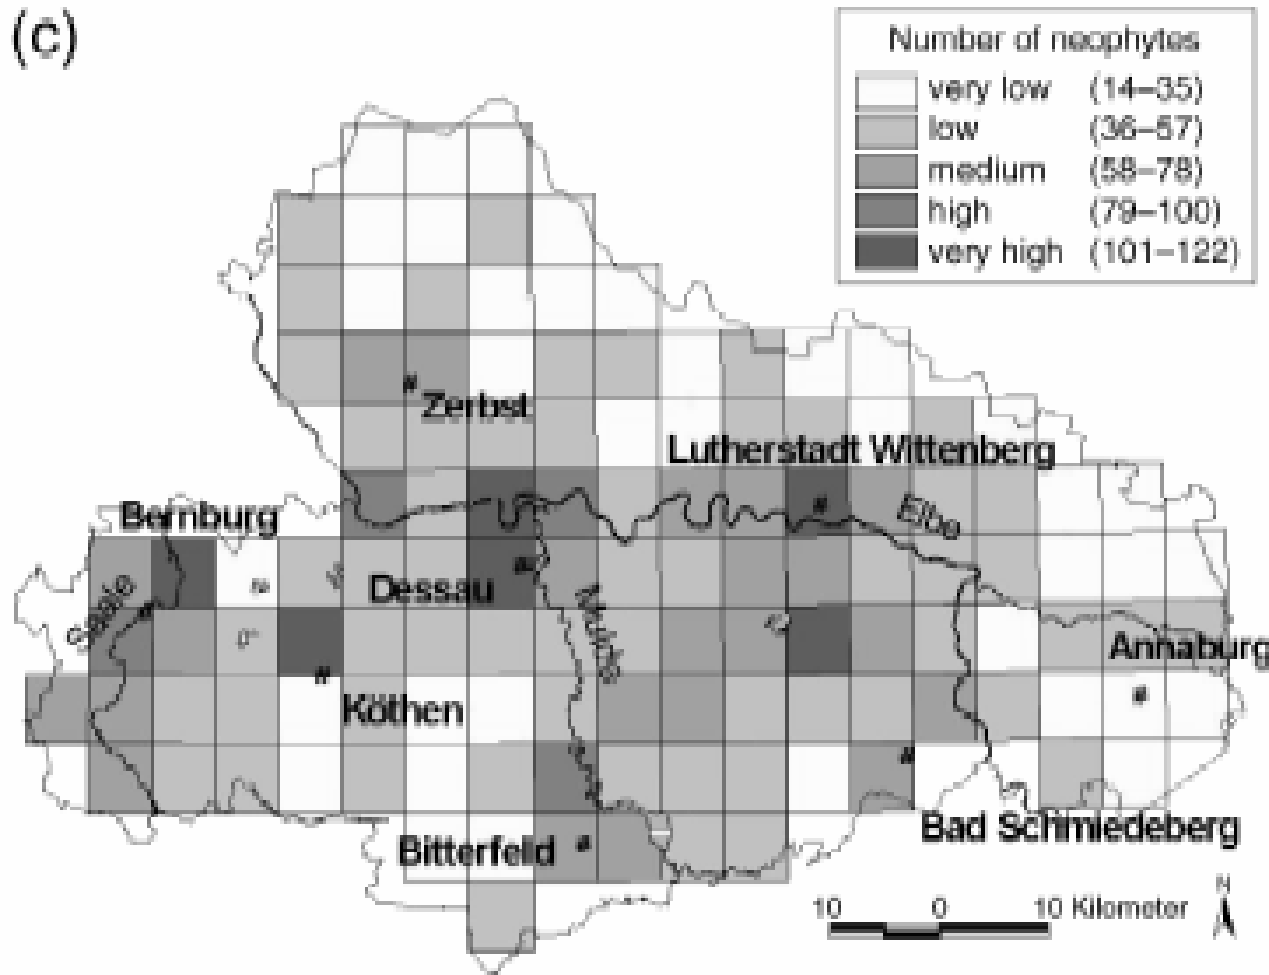 (c)
Number of neophytes
very low (14–35)
low (36–57)
medium (58–78)
high (79–100)
very high (101–122)
Zerbst
Lutherstadt Wittenberg
Bernburg
Elbe
Dessau
Saale
Mulde
Annaburg
Köthen
Bad Schmiedeberg
Bitterfeld
10 0 10 Kilometer
N